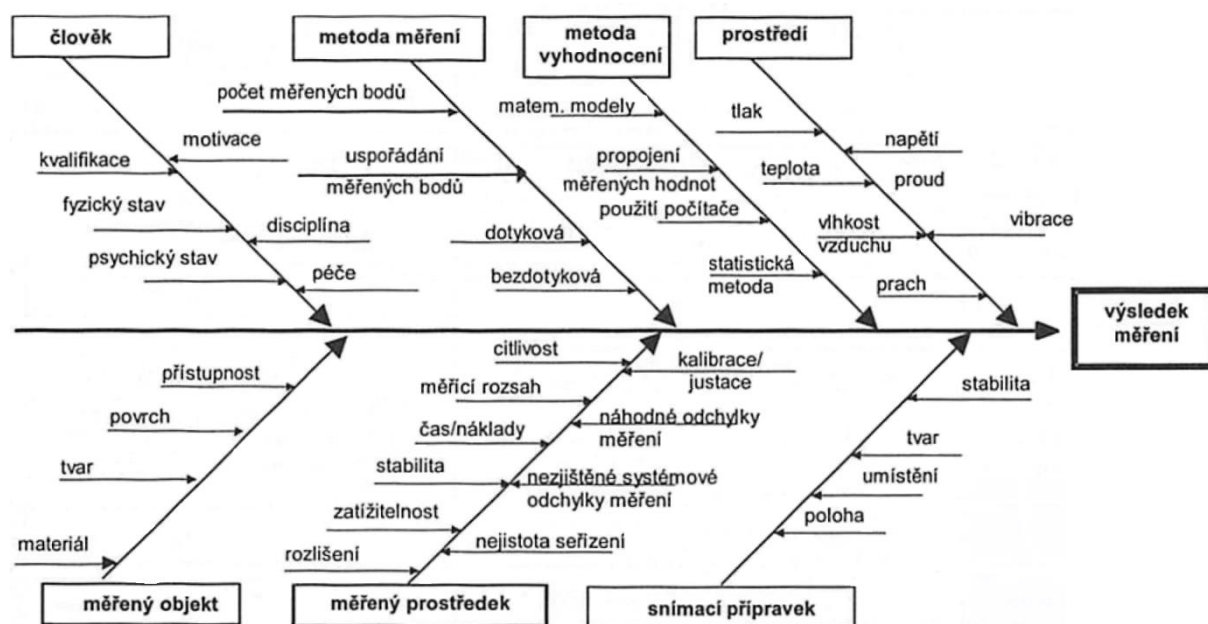 člověk
metoda měření
metoda
vyhodnocení
prostředí
počet měřených bodů
matem. modely
tlak
motivace
napětí
kvalifikace
uspořádání
měřených bodů
propojení
měřených hodnot
teplota
proud
fyzický stav
disciplína
dotyková
použití počítače
vlhkost
vzduchu
vibrace
psychický stav
péče
bezdotyková
statistická
metoda
prach
výsledek
měření
přístupnost
citlivost
kalibrace/
justace
stabilita
měřící rozsah
povrch
čas/náklady
náhodné odchylky
měření
tvar
tvar
stabilita
nezjištěné systémové
odchylky měření
umístění
zatížitelnost
poloha
materiál
rozlišení
nejistota seřízení
měřený objekt
měřený prostředek
snímací přípravek